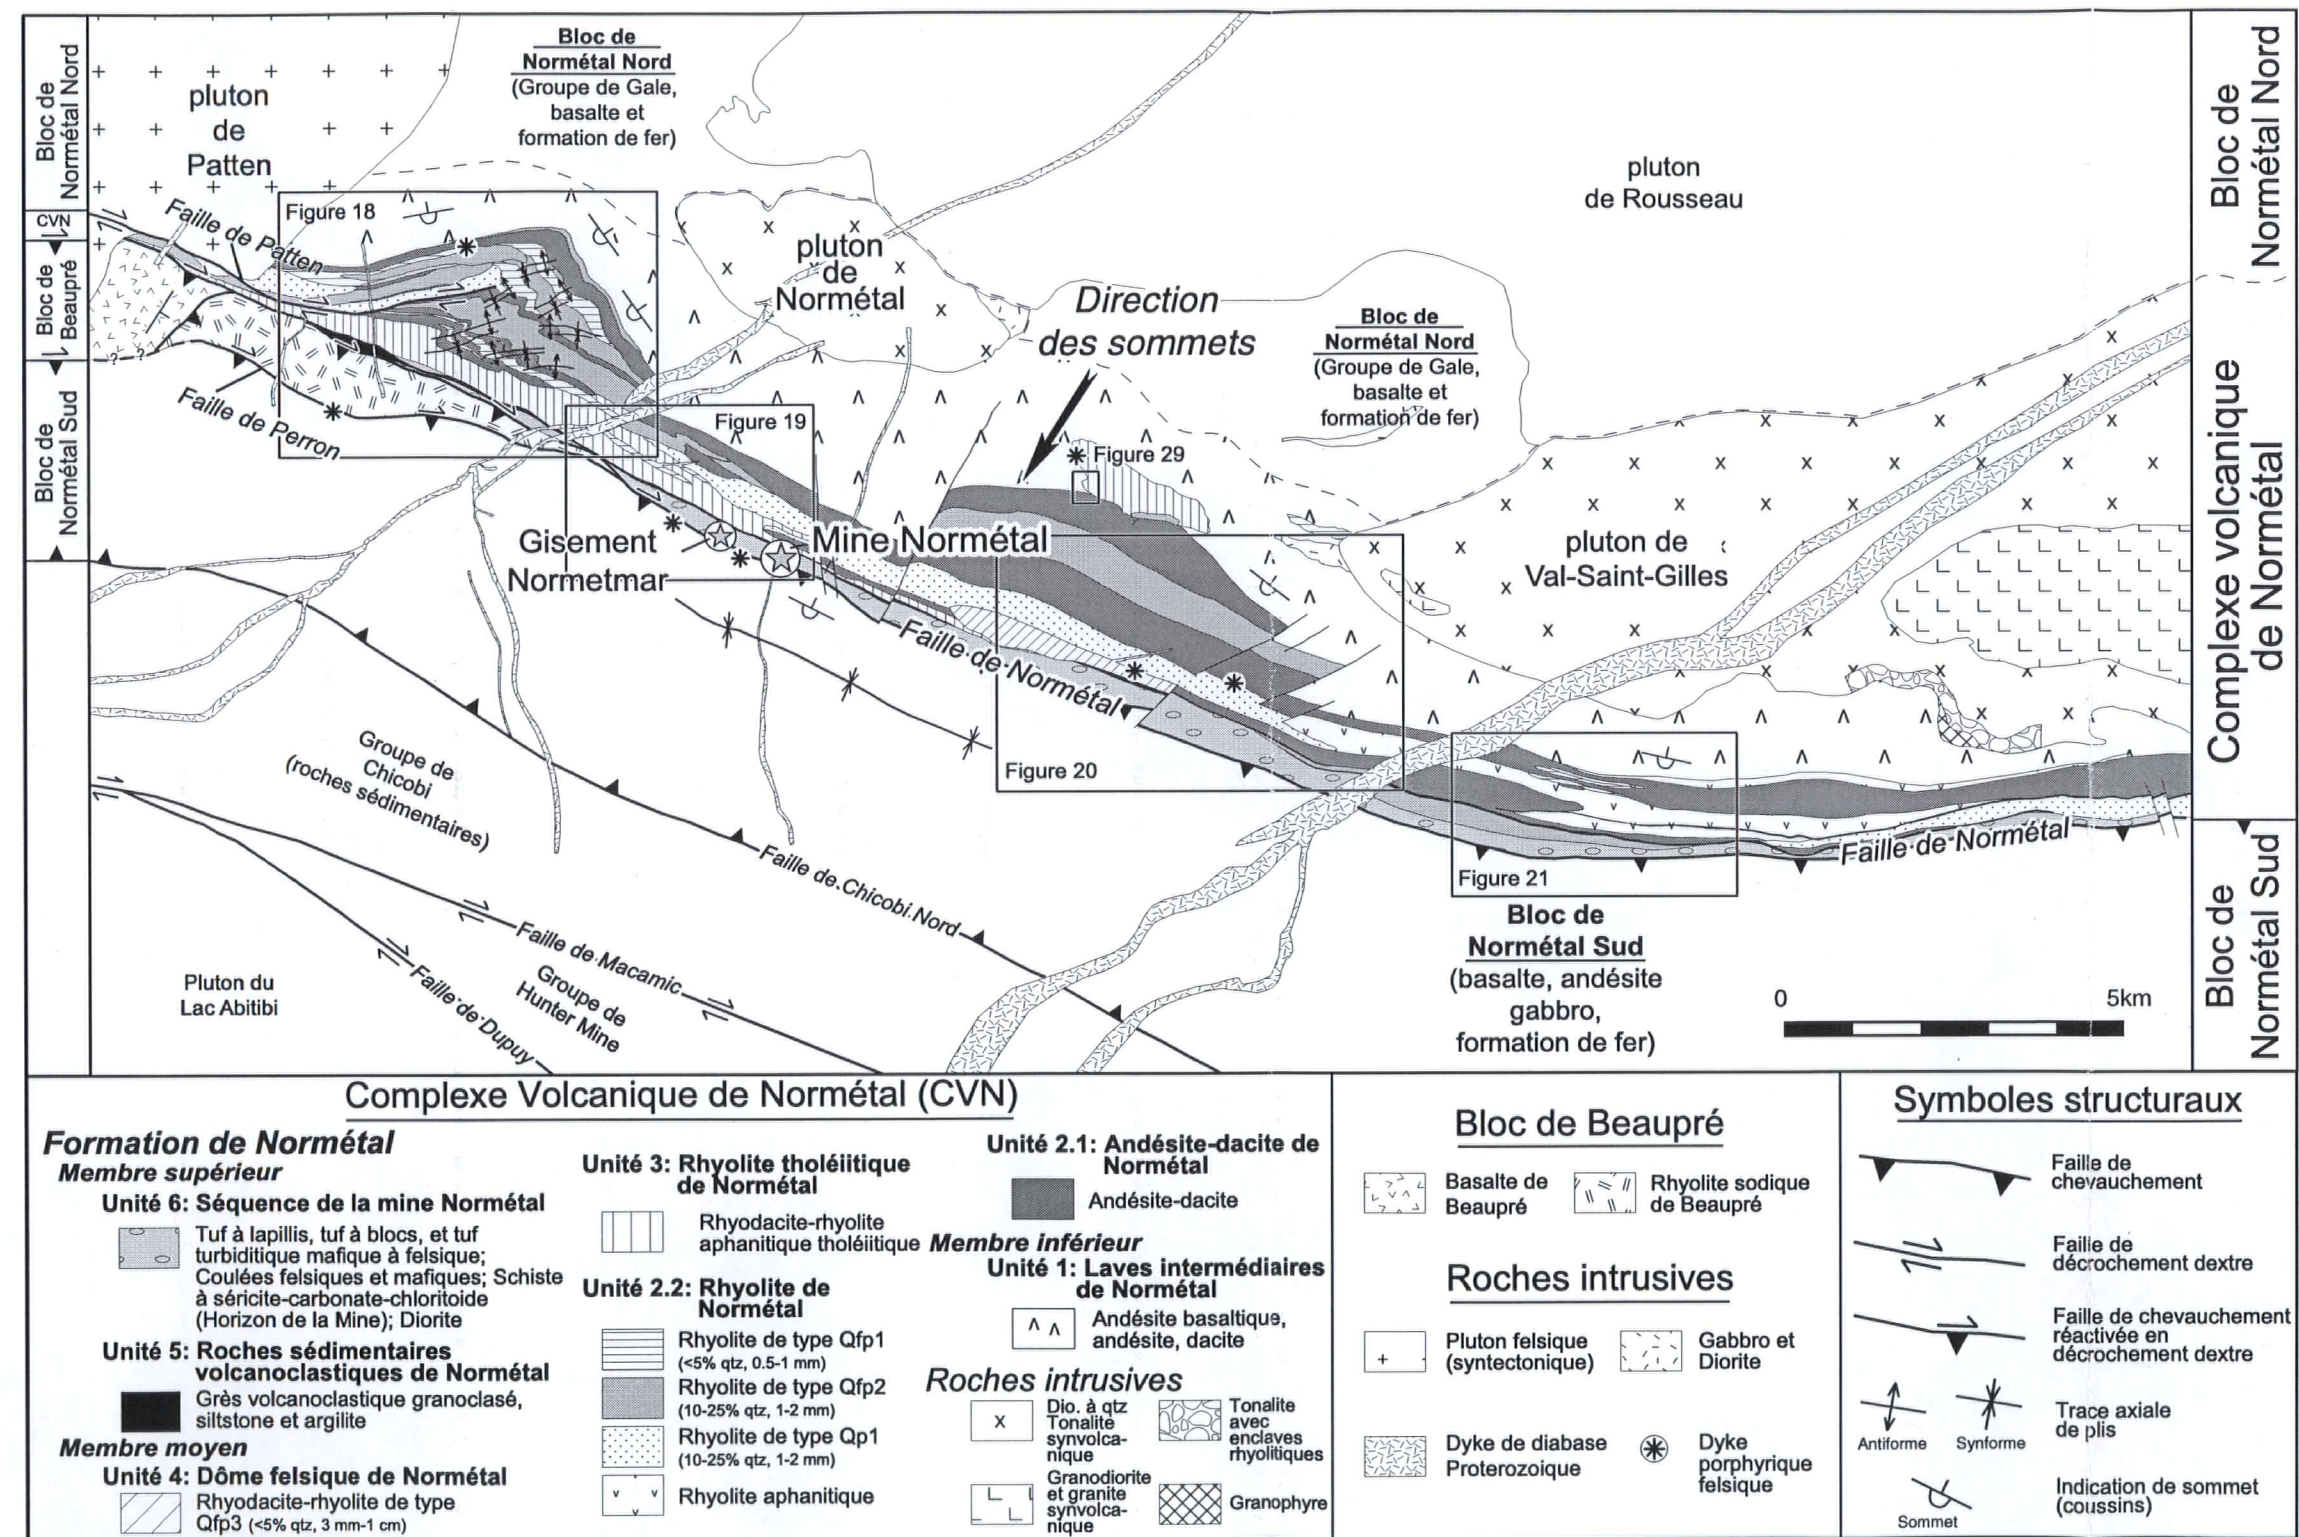 Bloc de
Normétal Nord
CVN
Bloc de
Beaupré
Bloc de
Normétal Sud
pluton
de
Patten
Bloc de
Normétal Nord
(Groupe de Gale,
basalte et
formation de fer)
pluton
de Rousseau
Bloc de
Normétal Nord
Figure 18
Faille de Patten
pluton
de
Normétal
Direction
des sommets
Bloc de
Normétal Nord
(Groupe de Gale,
basalte et
formation de fer)
? ?
Faille de Perron
Figure 19
Figure 29
Gisement
Normetmar
Mine Normétal
pluton de
Val-Saint-Gilles
Complexe volcanique
de Normétal
Faille de Normétal
Figure 20
Groupe de
Chicobi
(roches sédimentaires)
Faille de Chicobi Nord
Faille de Normétal
Figure 21
Faille de Macamic
Groupe de
Hunter Mine
Faille de Dupuy
Pluton du
Lac Abitibi
Bloc de
Normétal Sud
(basalte, andésite
gabbro,
formation de fer)
0 5km
Bloc de
Normétal Sud
Complexe Volcanique de Normétal (CVN)
Formation de Normétal
Membre supérieur
Unité 6: Séquence de la mine Normétal
Tuf à lapillis, tuf à blocs, et tuf
turbiditique mafique à felsique;
Coulées felsiques et mafiques; Schiste
à séricite-carbonate-chloritoide
(Horizon de la Mine); Diorite
Unité 5: Roches sédimentaires
volcanoclastiques de Normétal
Grès volcanoclastique granoclasé,
siltstone et argilite
Membre moyen
Unité 4: Dôme felsique de Normétal
Rhyodacite-rhyolite de type
Qfp3 (<5% qtz, 3 mm-1 cm)
Unité 3: Rhyolite tholéiitique
de Normétal
Rhyodacite-rhyolite
aphanitique tholéiitique
Unité 2.2: Rhyolite de
Normétal
Rhyolite de type Qfp1
(<5% qtz, 0.5-1 mm)
Rhyolite de type Qfp2
(10-25% qtz, 1-2 mm)
Rhyolite de type Qp1
(10-25% qtz, 1-2 mm)
Rhyolite aphanitique
Unité 2.1: Andésite-dacite de
Normétal
Andésite-dacite
Membre inférieur
Unité 1: Laves intermédiaires
de Normétal
Andésite basaltique,
andésite, dacite
Roches intrusives
Dio. à qtz
Tonalité
synvolca-
nique
Tonalite
avec
enclaves
rhyolitiques
Granodiorite
et granite
synvolca-
nique
Granophyre
Bloc de Beaupré
Basalte de
Beaupré
Rhyolite sodique
de Beaupré
Roches intrusives
Pluton felsique
(syntectonique)
Gabbro et
Diorite
Dyke de diabase
Proterozoique
Dyke
porphyrique
felsique
Symboles structuraux
Faille de
chevauchement
Faille de
décrochement dextre
Faille de chevauchement
réactivée en
décrochement dextre
Antiforme Synforme
Trace axiale
de plis
Sommet
Indication de sommet
(coussins)